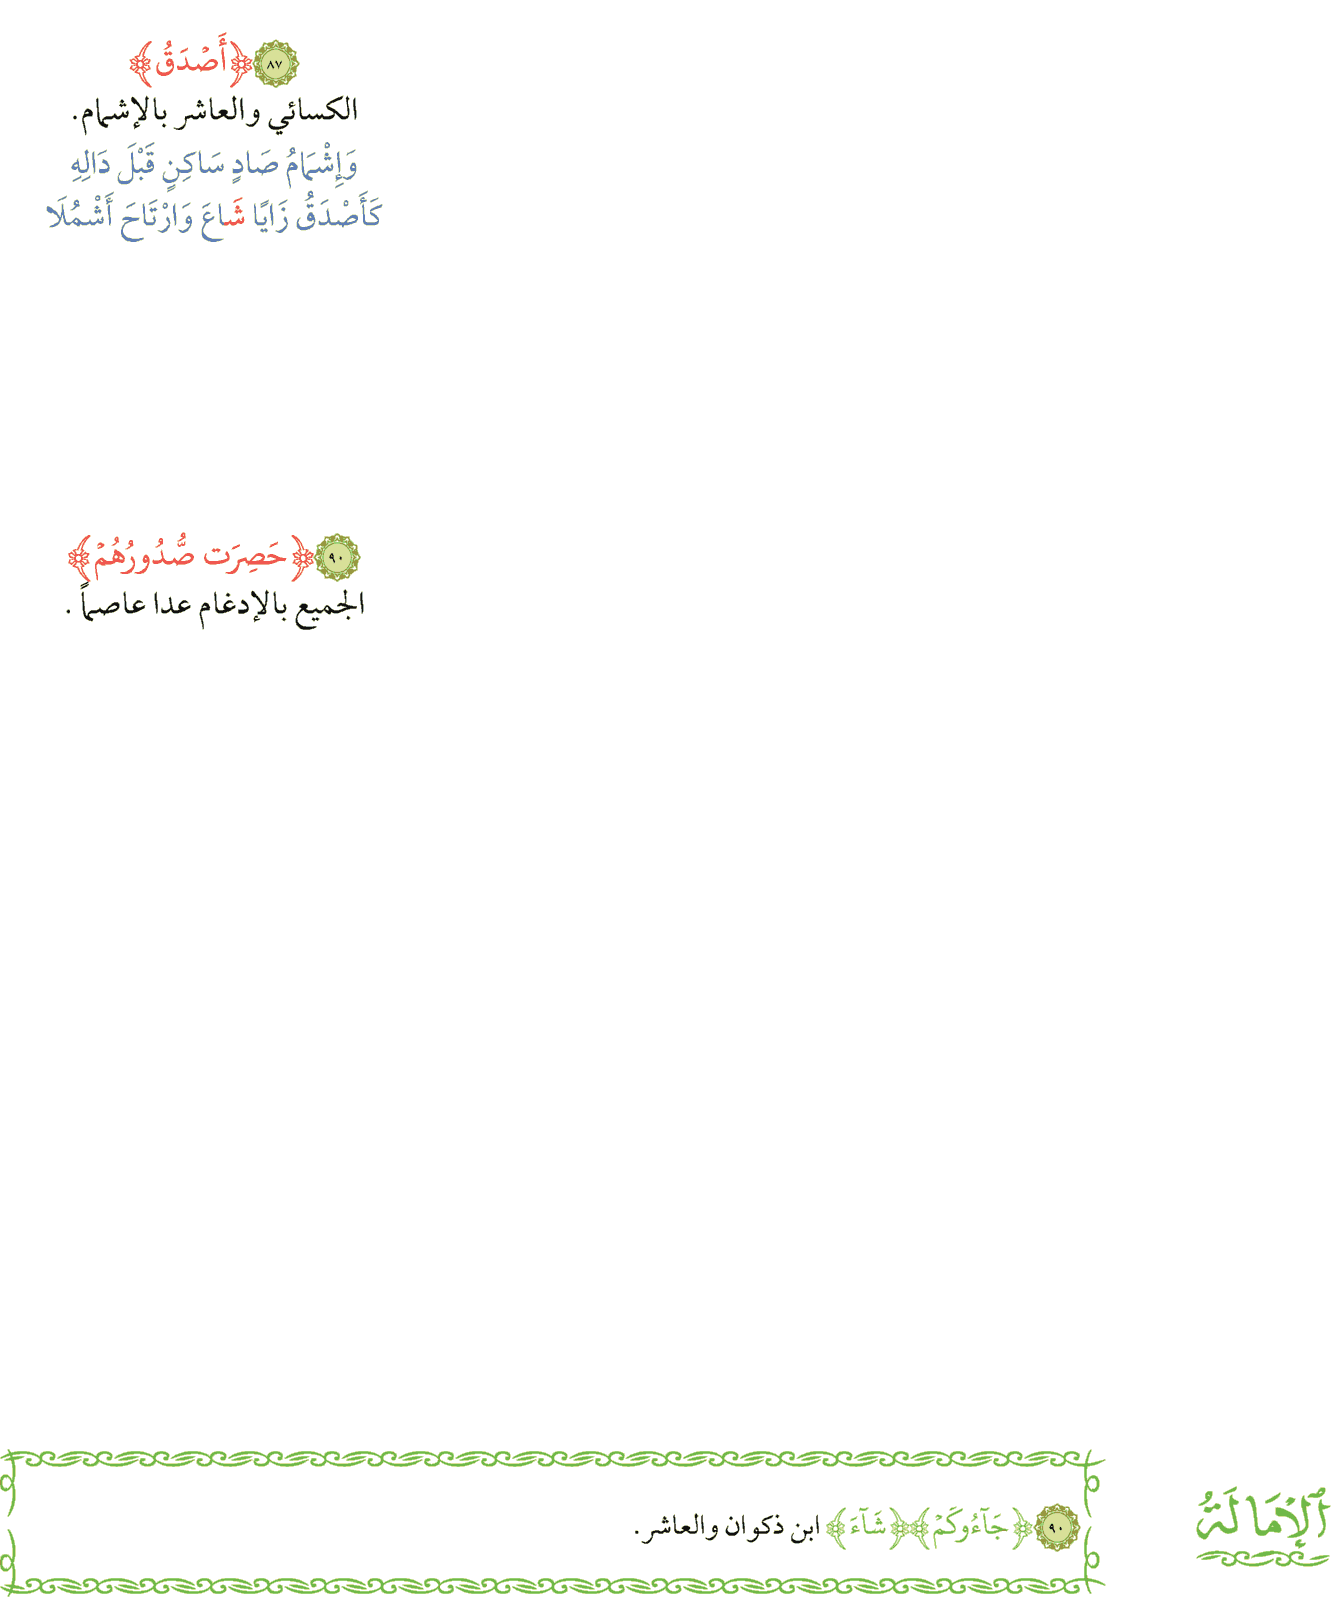 ٨٧ ﴿أَصۡدَقُ﴾
الكسائي والعاشر بالإشمام.
وَإِشْمَامُ صَادٍ سَاكِنٍ قَبْلَ دَالِهِ
كَأَصْدَقُ زَايًا شَاعَ وَارْتَاحَ أَشْمُلَا
٩٠ ﴿حَصِرَت صُّدُورُهُمۡ﴾
الجميع بالإدغام عدا عاصماً .
ٱلْإِمَالَةُ
٩٠ ﴿جَآءُوكُمۡ﴾﴿شَآءَ﴾ ابن ذكوان والعاشر.